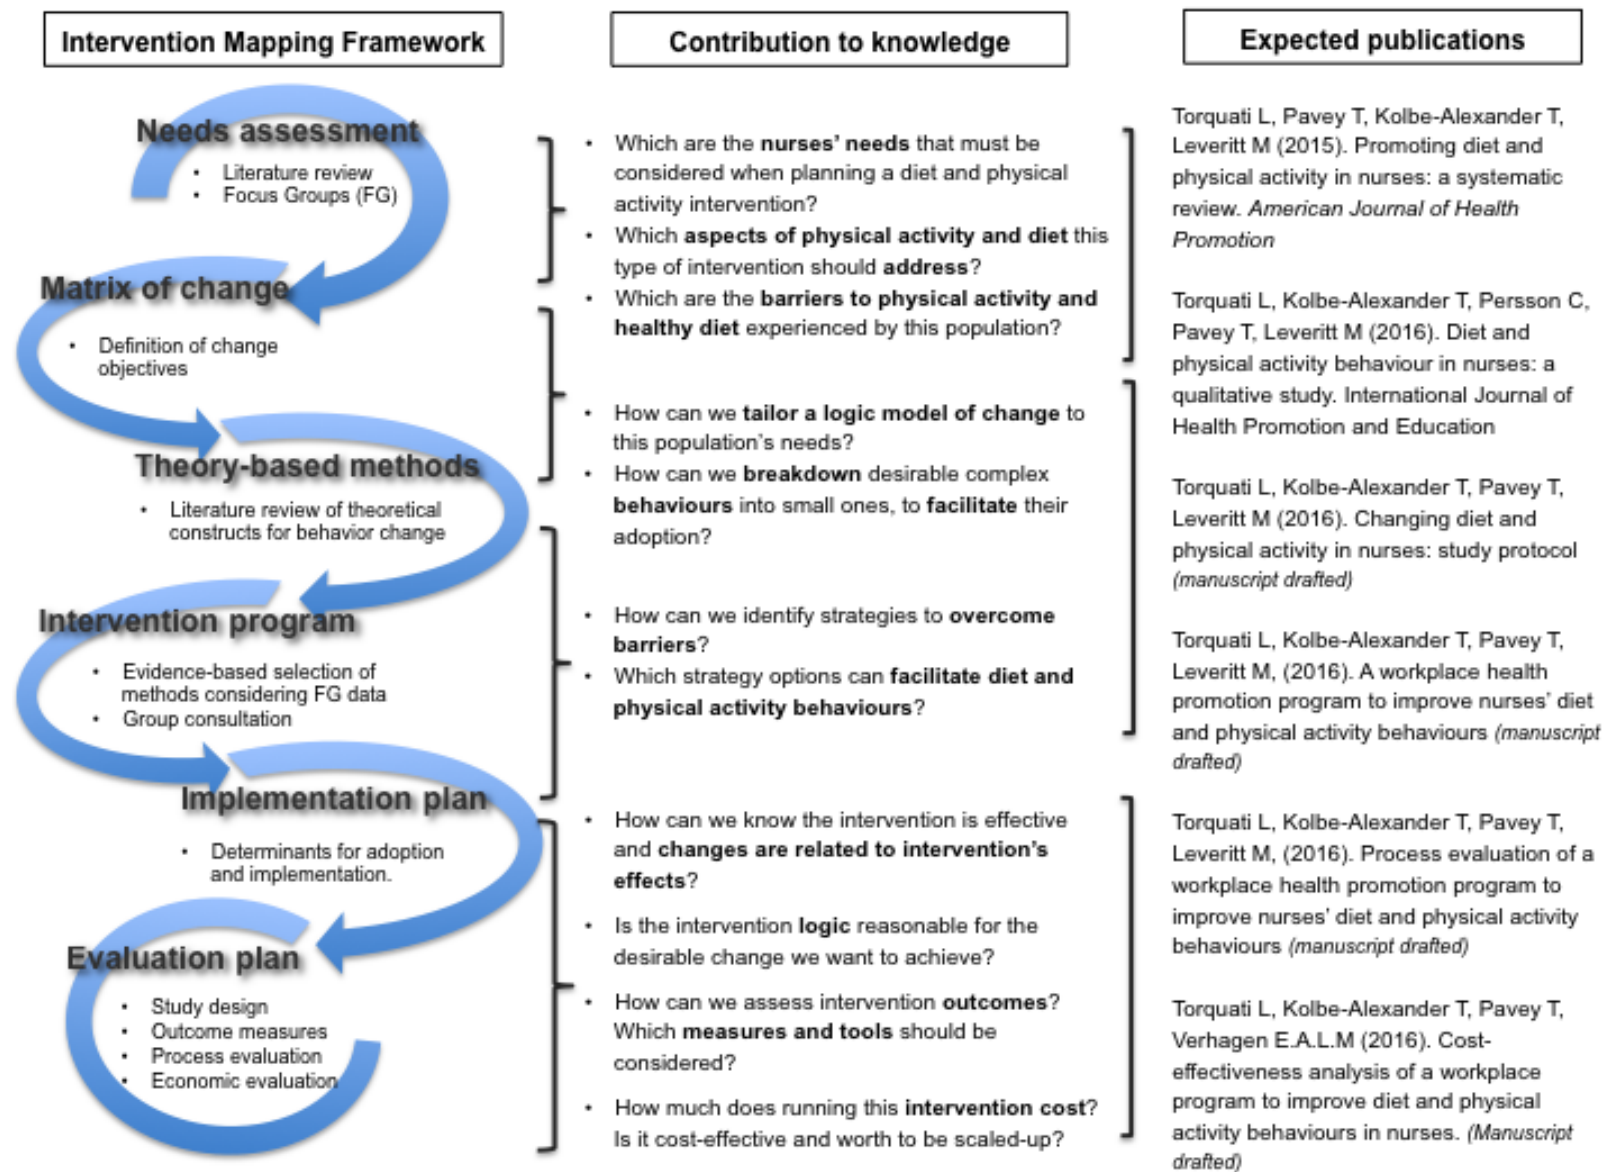 Intervention Mapping Framework
Needs assessment
• Literature review
• Focus Groups (FG)
Matrix of change
• Definition of change
objectives
Theory-based methods
• Literature review of theoretical
constructs for behavior change
Intervention program
• Evidence-based selection of
methods considering FG data
• Group consultation
Implementation plan
• Determinants for adoption
and implementation.
Evaluation plan
• Study design
• Outcome measures
• Process evaluation
• Economic evaluation
Contribution to knowledge
• Which are the nurses' needs that must be
considered when planning a diet and physical
activity intervention?
• Which aspects of physical activity and diet this
type of intervention should address?
• Which are the barriers to physical activity and
healthy diet experienced by this population?
• How can we tailor a logic model of change to
this population's needs?
• How can we breakdown desirable complex
behaviours into small ones, to facilitate their
adoption?
• How can we identify strategies to overcome
barriers?
• Which strategy options can facilitate diet and
physical activity behaviours?
• How can we know the intervention is effective
and changes are related to intervention's
effects?
• Is the intervention logic reasonable for the
desirable change we want to achieve?
• How can we assess intervention outcomes?
Which measures and tools should be
considered?
• How much does running this intervention cost?
Is it cost-effective and worth to be scaled-up?
Expected publications
Torquati L, Pavey T, Kolbe-Alexander T,
Leveritt M (2015). Promoting diet and
physical activity in nurses: a systematic
review. American Journal of Health
Promotion
Torquati L, Kolbe-Alexander T, Persson C,
Pavey T, Leveritt M (2016). Diet and
physical activity behaviour in nurses: a
qualitative study. International Journal of
Health Promotion and Education
Torquati L, Kolbe-Alexander T, Pavey T,
Leveritt M (2016). Changing diet and
physical activity in nurses: study protocol
(manuscript drafted)
Torquati L, Kolbe-Alexander T, Pavey T,
Leveritt M, (2016). A workplace health
promotion program to improve nurses' diet
and physical activity behaviours (manuscript
drafted)
Torquati L, Kolbe-Alexander T, Pavey T,
Leveritt M, (2016). Process evaluation of a
workplace health promotion program to
improve nurses' diet and physical activity
behaviours (manuscript drafted)
Torquati L, Kolbe-Alexander T, Pavey T,
Verhagen E.A.L.M (2016). Cost-
effectiveness analysis of a workplace
program to improve diet and physical
activity behaviours in nurses. (Manuscript
drafted)